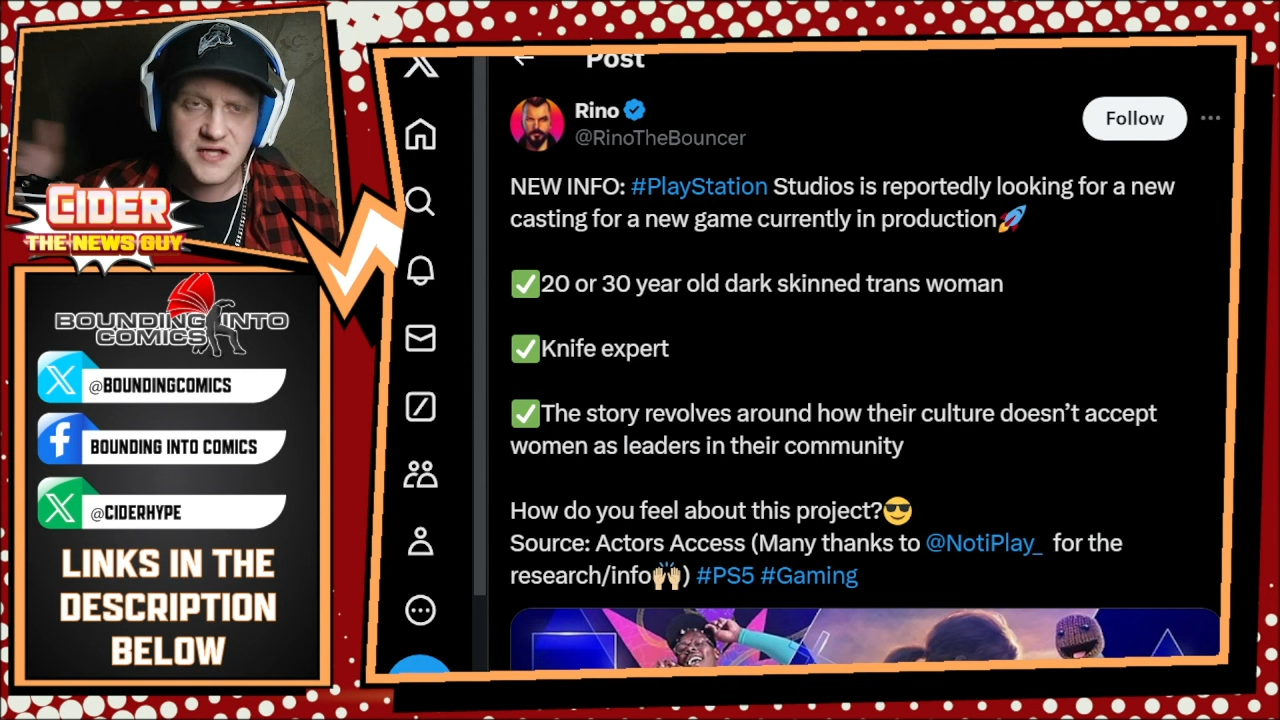 CIDER
THE NEWS GUY
BOUNDING INTO
COMICS
@BOUNDINGCOMICS
BOUNDING INTO COMICS
@CIDERHYPE
LINKS IN THE
DESCRIPTION
BELOW
Post
Rino
@RinoTheBouncer
Follow
NEW INFO: #PlayStation Studios is reportedly looking for a new
casting for a new game currently in production🚀
✅20 or 30 year old dark skinned trans woman
✅Knife expert
✅The story revolves around how their culture doesn’t accept
women as leaders in their community
How do you feel about this project?😎
Source: Actors Access (Many thanks to @NotiPlay_ for the
research/info🙌🏼) #PS5 #Gaming